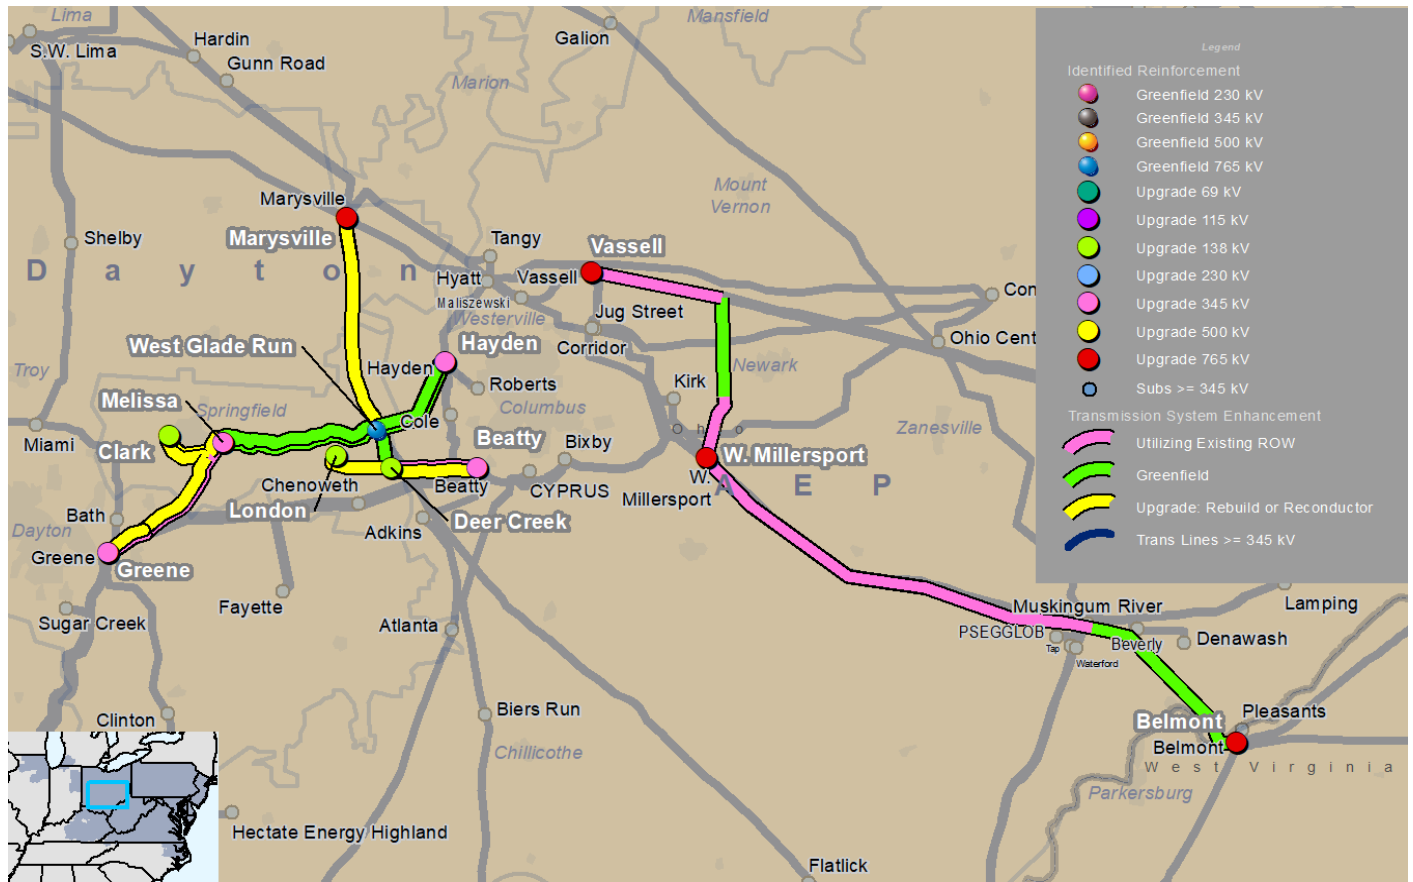 Lima
Mansfield
S.W. Lima
Hardin
Galion
Gunn Road
Marion
Marysville
Mount
Vernon
Marysville
Shelby
Tangy
Vassell
D a y t o n
Hyatt
Vassell
Maliszewski
Westerville
Jug Street
Con
Ohio Cent
West Glade Run
Hayden
Hayden
Corridor
Newark
Troy
Roberts
Kirk
Melissa
Springfield
Columbus
Cole
O h i o
Zanesville
Miami
Clark
Beatty
Bixby
W. Millersport
Chenoweth
Beatty
CYPRUS
W.
Millersport
A E P
London
Deer Creek
Bath
Dayton
Adkins
Greene
Greene
Fayette
Sugar Creek
Atlanta
Muskingum River
Lamping
PSEGGLOB
Denawash
Tap
Beverly
Waterford
Clinton
Biers Run
Belmont
Pleasants
Chillicothe
Belmont
West Virginia
Parkersburg
Hectate Energy Highland
Flatlick
Legend
Identified Reinforcement
Greenfield 230 kV
Greenfield 345 kV
Greenfield 500 kV
Greenfield 765 kV
Upgrade 69 kV
Upgrade 115 kV
Upgrade 138 kV
Upgrade 230 kV
Upgrade 345 kV
Upgrade 500 kV
Upgrade 765 kV
Subs >= 345 kV
Transmission System Enhancement
Utilizing Existing ROW
Greenfield
Upgrade: Rebuild or Reconductor
Trans Lines >= 345 kV